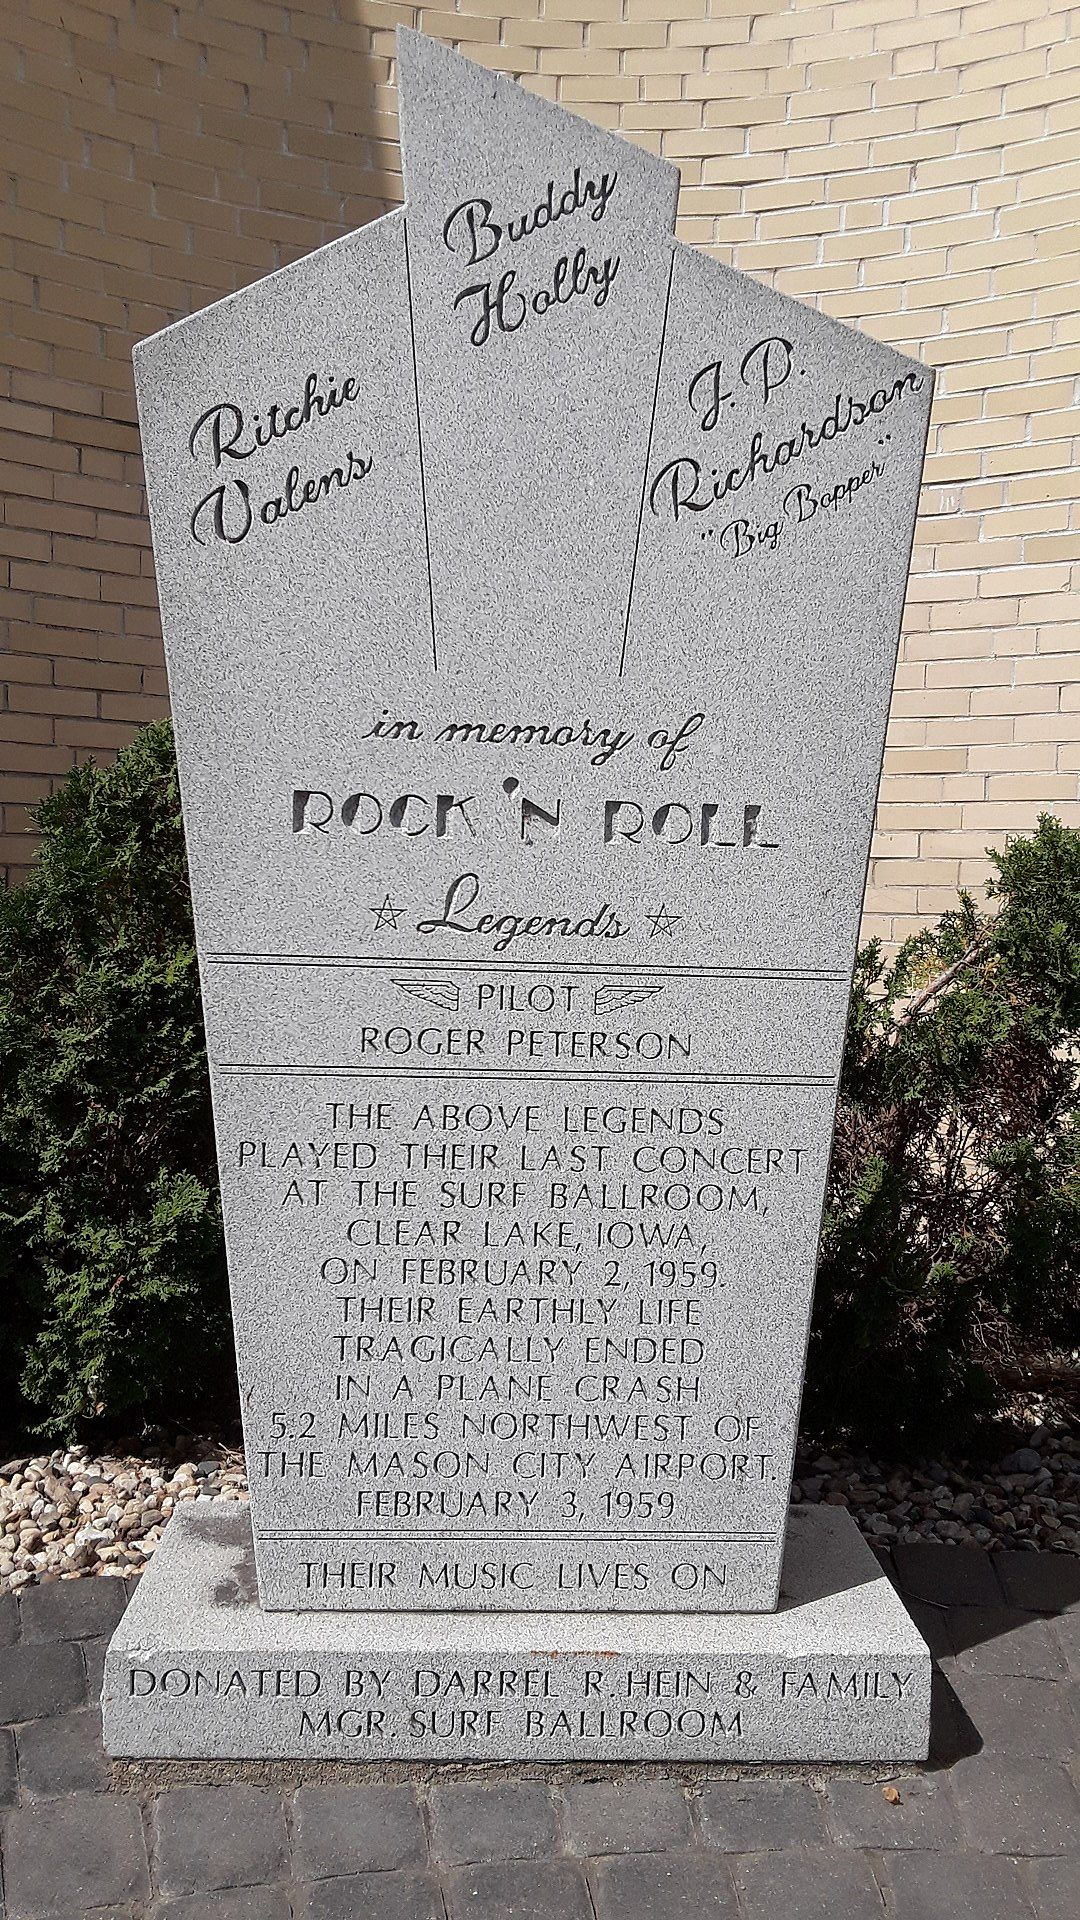 Buddy
Holly
Ritchie
Valens
J. P.
Richardson
"Big Bopper"
in memory of
ROCK 'N ROLL
Legends
PILOT
ROGER PETERSON
THE ABOVE LEGENDS
PLAYED THEIR LAST CONCERT
AT THE SURF BALLROOM,
CLEAR LAKE, IOWA,
ON FEBRUARY 2, 1959.
THEIR EARTHLY LIFE
TRAGICALLY ENDED
IN A PLANE CRASH
5.2 MILES NORTHWEST OF
THE MASON CITY AIRPORT.
FEBRUARY 3, 1959
THEIR MUSIC LIVES ON
DONATED BY DARREL R. HEIN & FAMILY
MGR. SURF BALLROOM